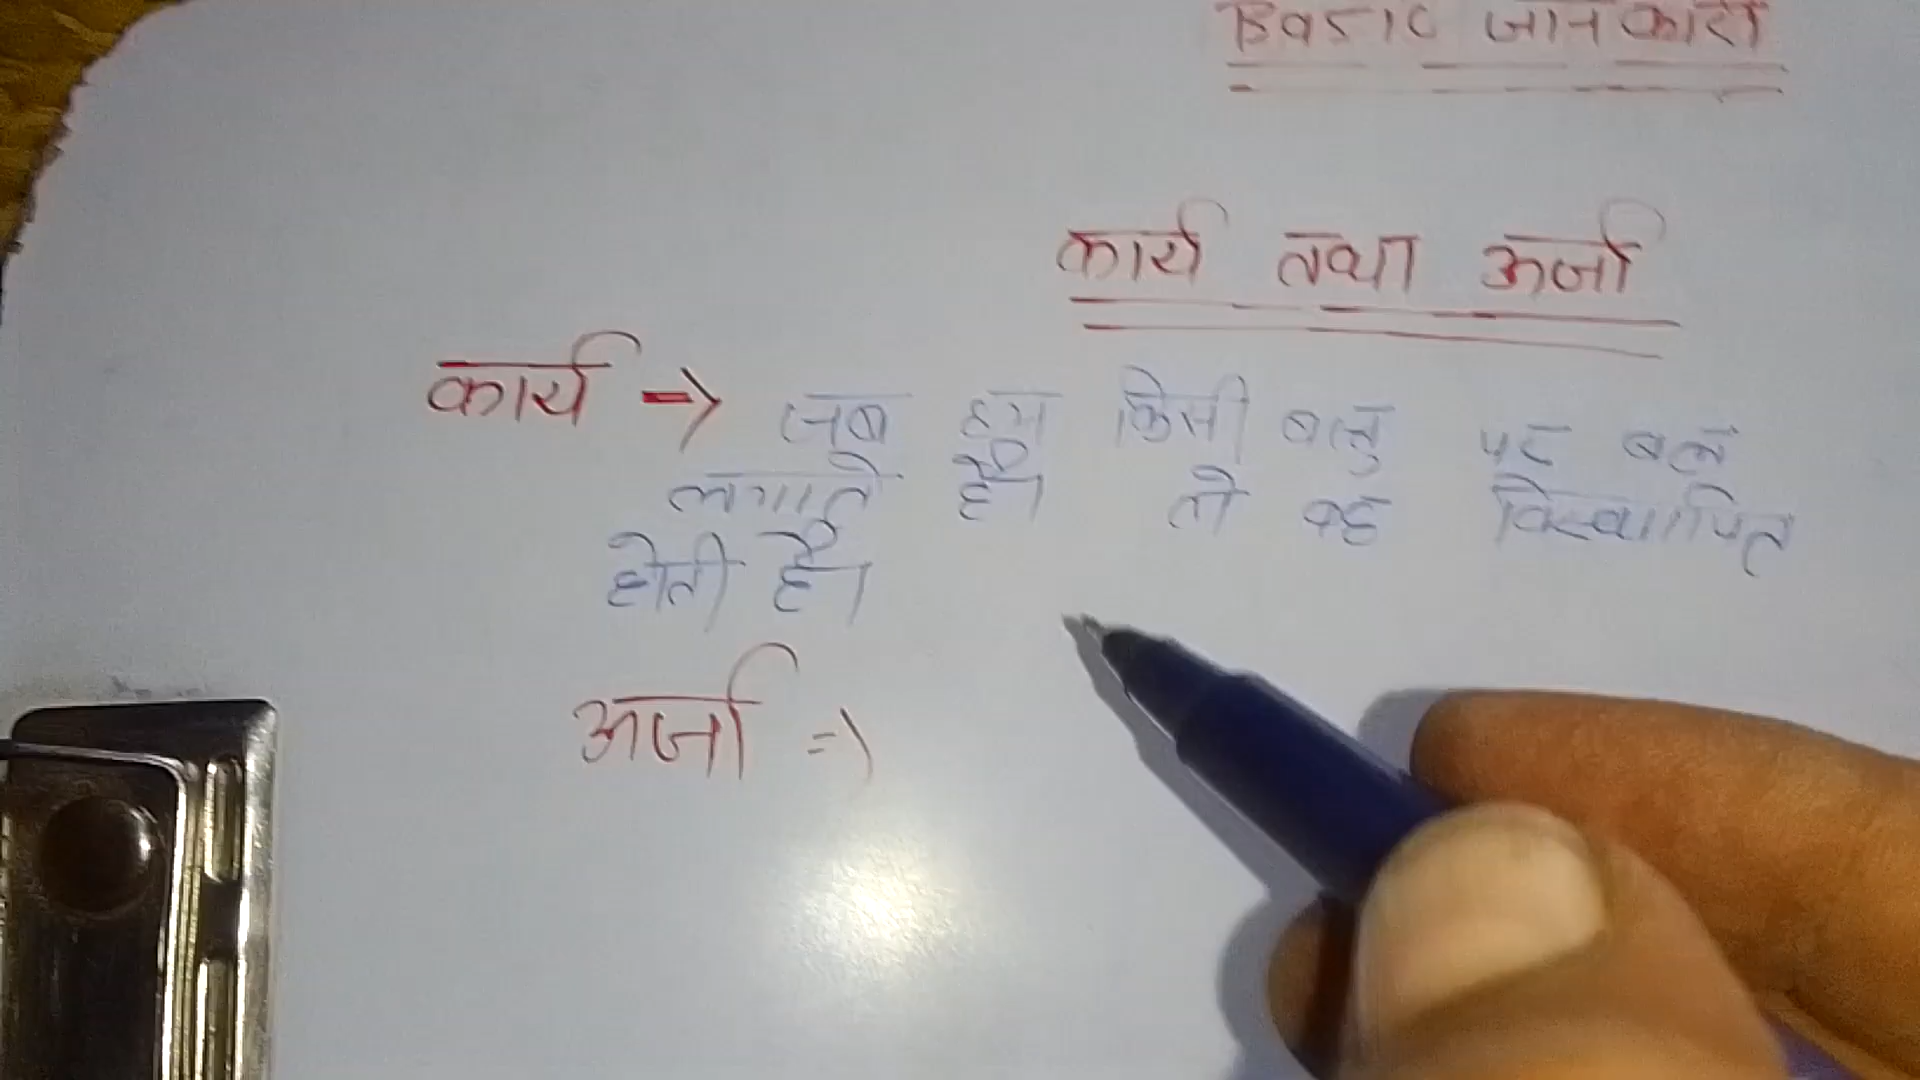 Basic जानकारी
कार्य तथा ऊर्जा
कार्य → जब हम किसी वस्तु पर बल
लगाते है। तो वह विस्थापित
होती है।
ऊर्जा ⇒